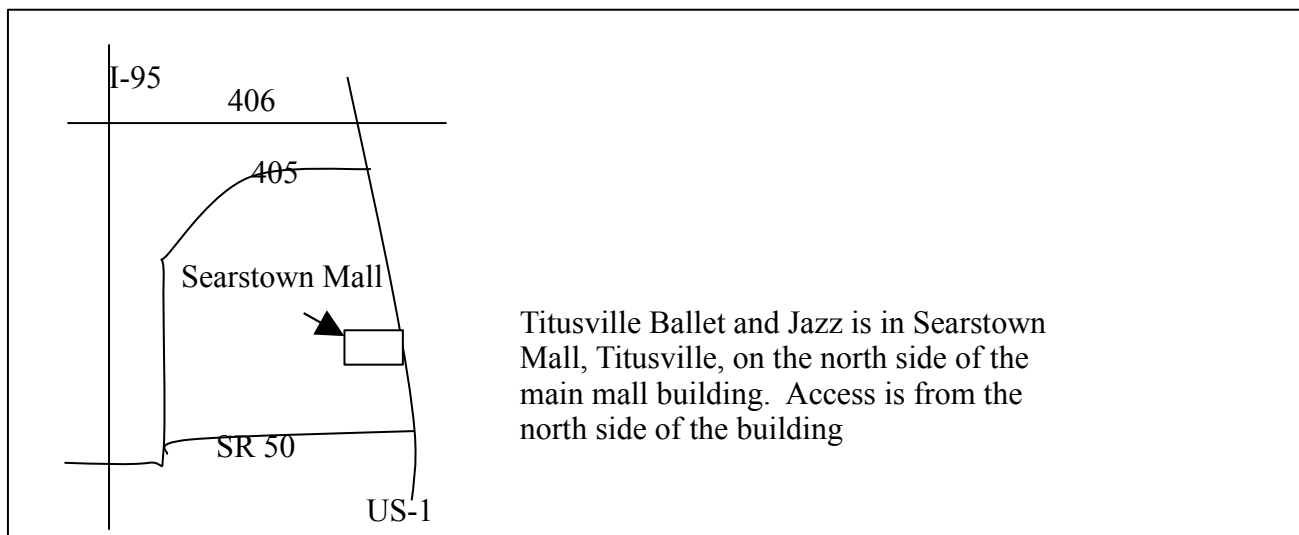 I-95
406
405
Searstown Mall
Titusville Ballet and Jazz is in Searstown
Mall, Titusville, on the north side of the
main mall building.  Access is from the
north side of the building
SR 50
US-1